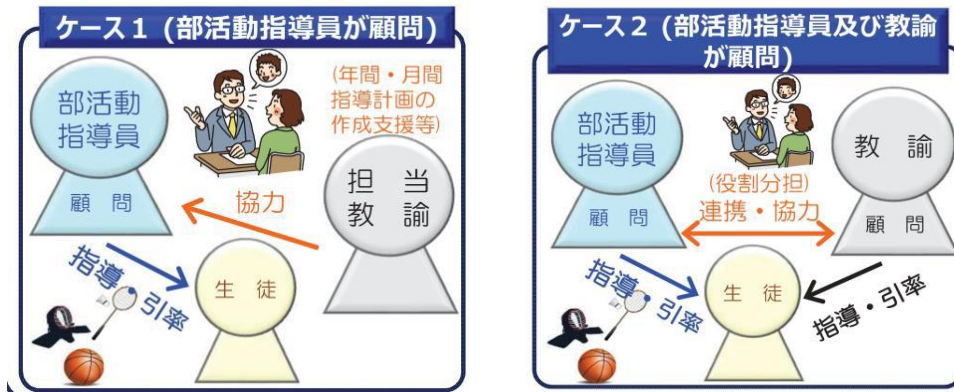 ケース１ (部活動指導員が顧問)
部活動
指導員
顧問
(年間・月間
指導計画の
作成支援等)
担当
教諭
協力
指導・引率
生徒
ケース２ (部活動指導員及び教諭
が顧問)
部活動
指導員
顧問
教諭
顧問
(役割分担)
連携・協力
指導・引率
生徒
指導・引率